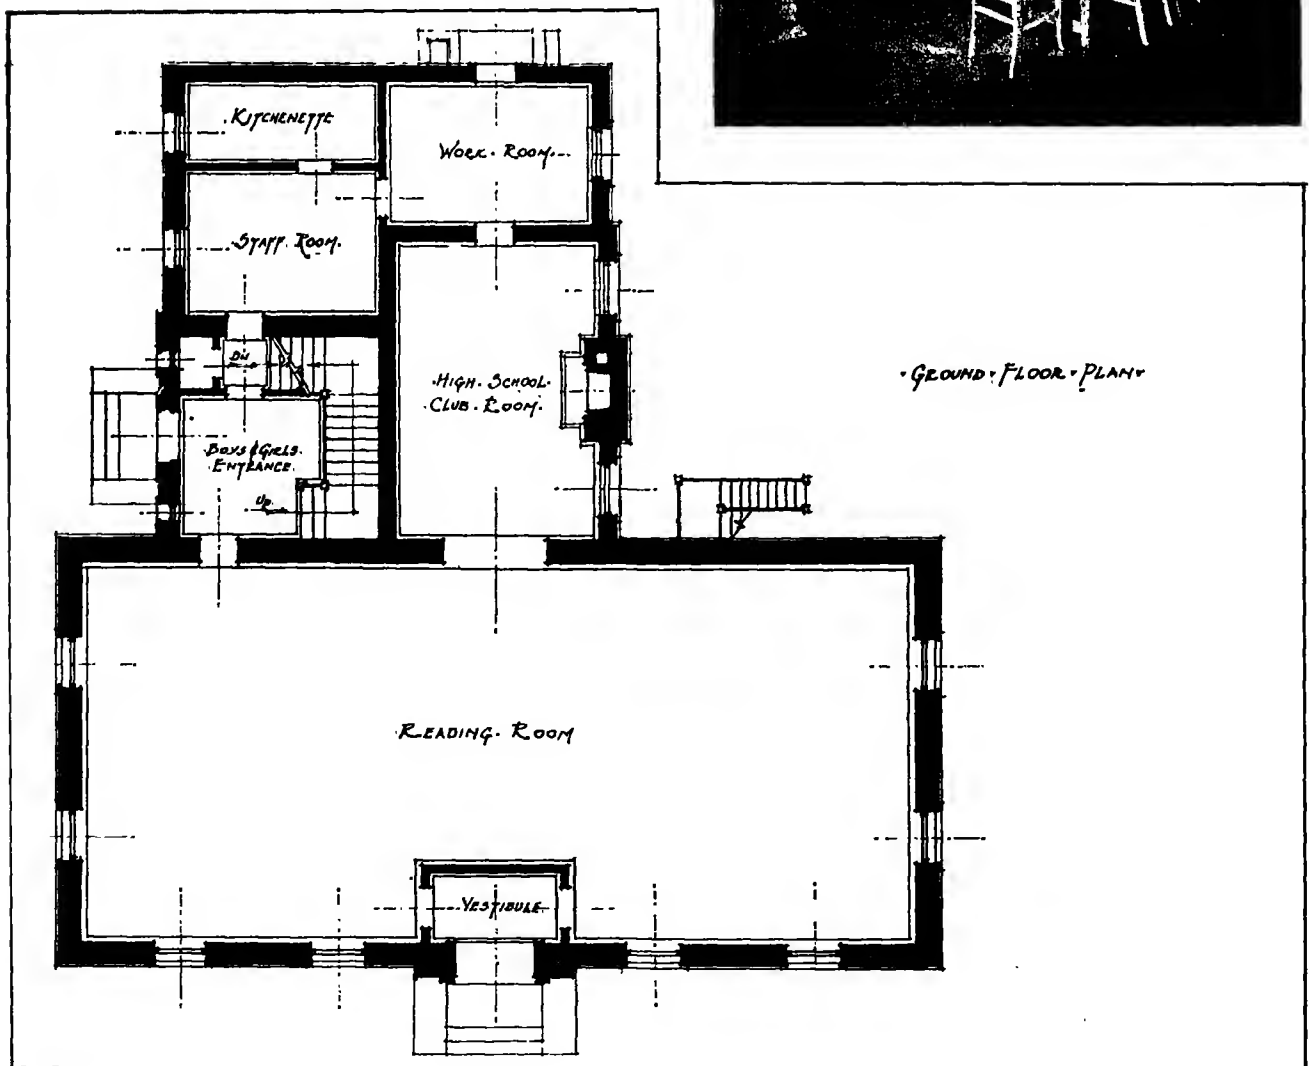 ·KITCHENETTE
WORK·ROOM·
·STAFF·ROOM·
DN
·HIGH·SCHOOL·
·CLUB·ROOM·
·GROUND·FLOOR·PLAN·
BOYS & GIRLS·
ENTRANCE·
UP·
·READING·ROOM
VESTIBULE